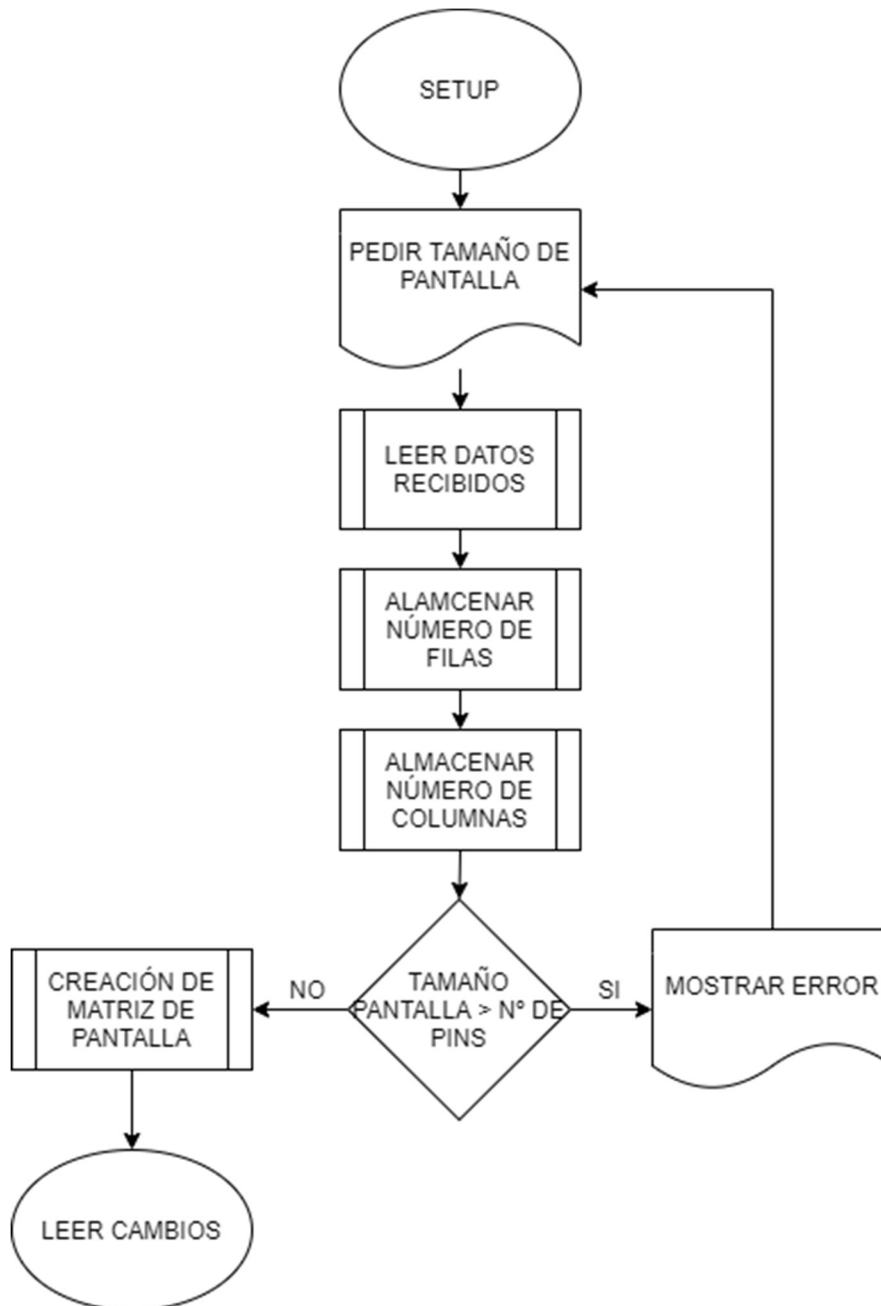 SETUP
PEDIR TAMAÑO DE
PANTALLA
LEER DATOS
RECIBIDOS
ALAMCENAR
NÚMERO DE
FILAS
ALMACENAR
NÚMERO DE
COLUMNAS
TAMAÑO
PANTALLA > Nº DE
PINS
NO
SI
CREACIÓN DE
MATRIZ DE
PANTALLA
MOSTRAR ERROR
LEER CAMBIOS